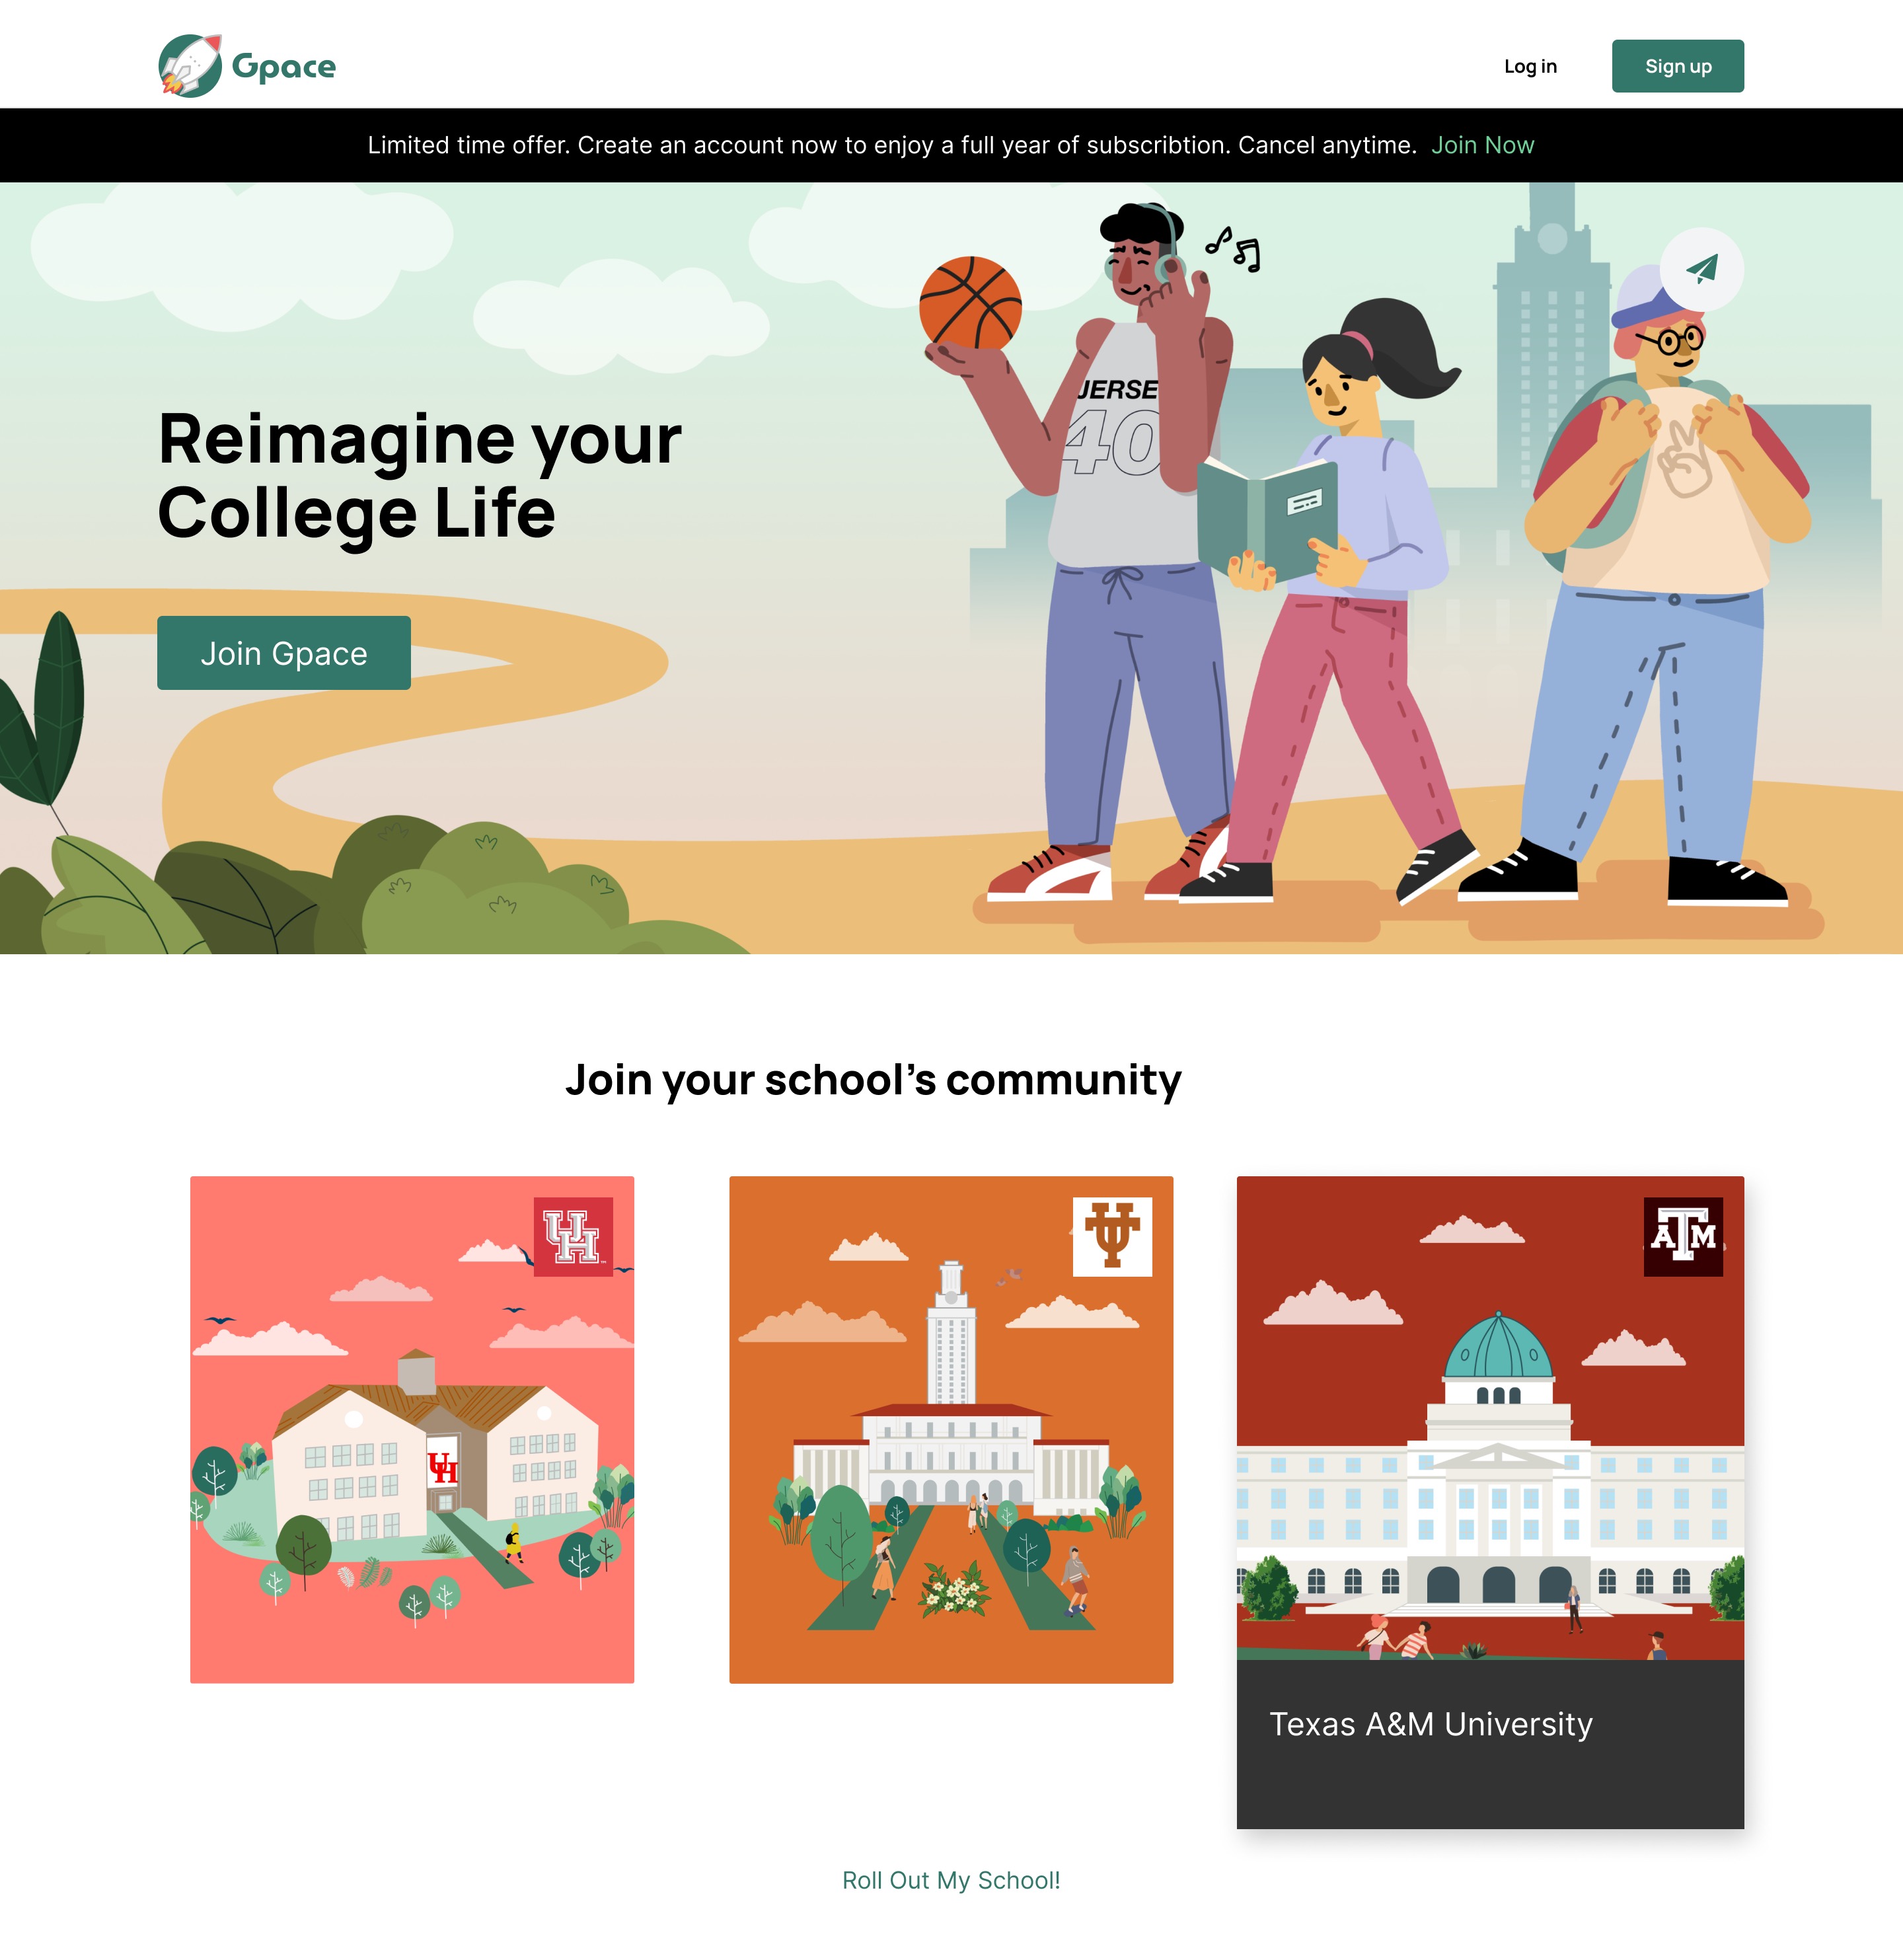 Gpace
Log in
Sign up
Limited time offer. Create an account now to enjoy a full year of subscribtion. Cancel anytime. Join Now
JERSE
40
Reimagine your
College Life
Join Gpace
Join your school’s community
UH
UT
ATM
UH
Texas A&M University
Roll Out My School!